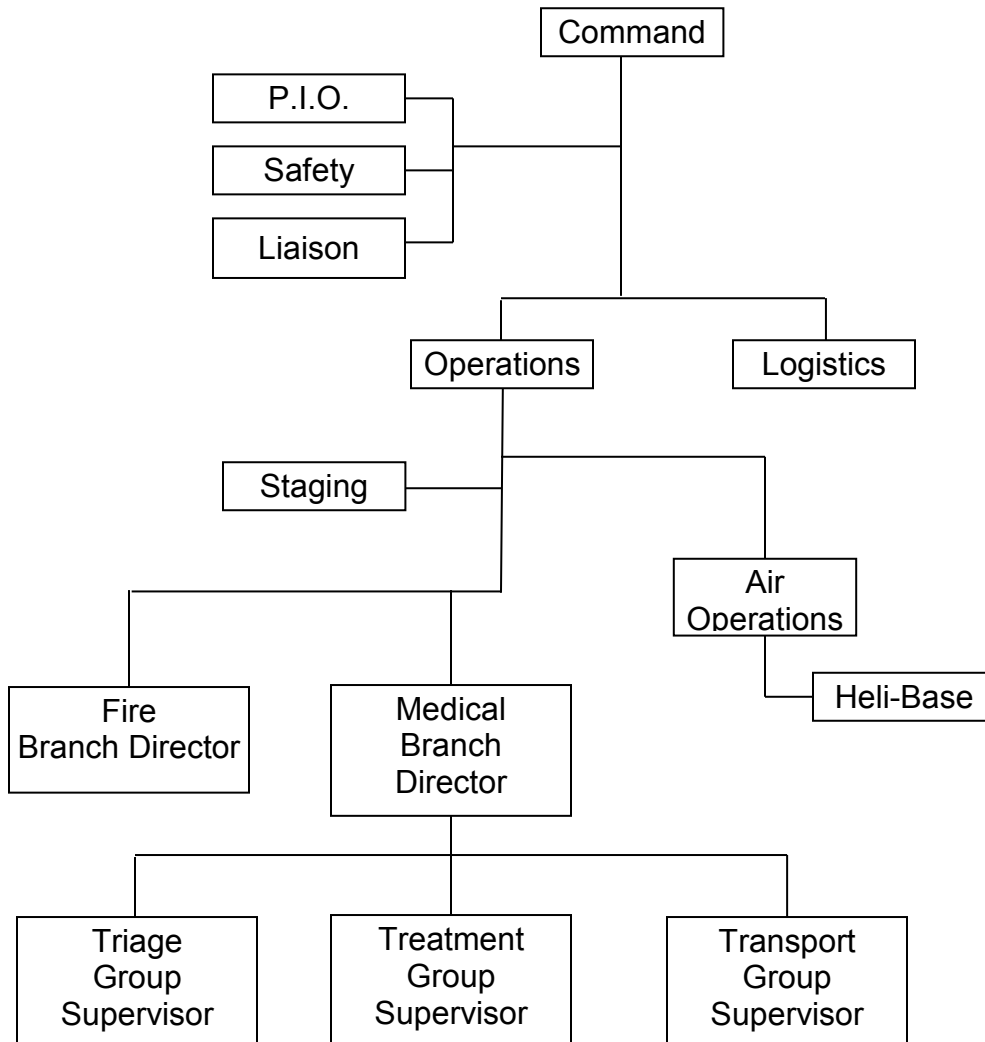 Command
P.I.O.
Safety
Liaison
Operations
Logistics
Staging
Air
Operations
Heli-Base
Fire
Branch Director
Medical
Branch
Director
Triage
Group
Supervisor
Treatment
Group
Supervisor
Transport
Group
Supervisor